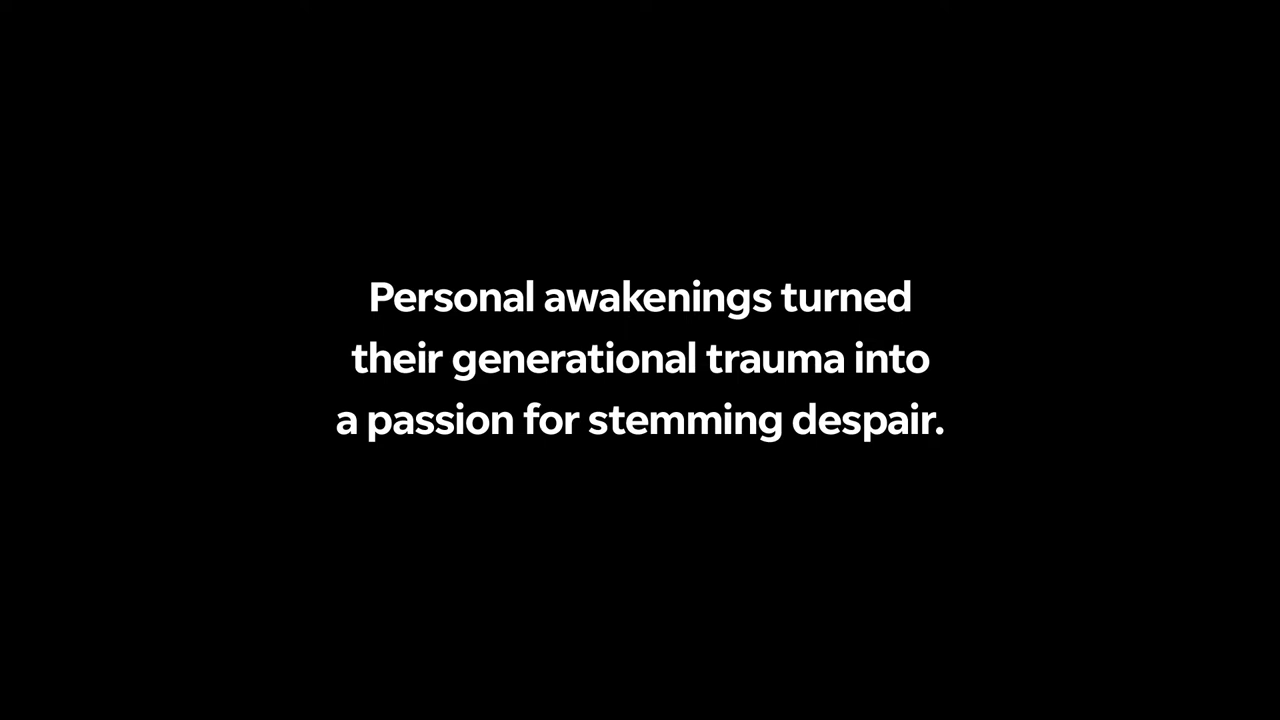 Personal awakenings turned
their generational trauma into
a passion for stemming despair.